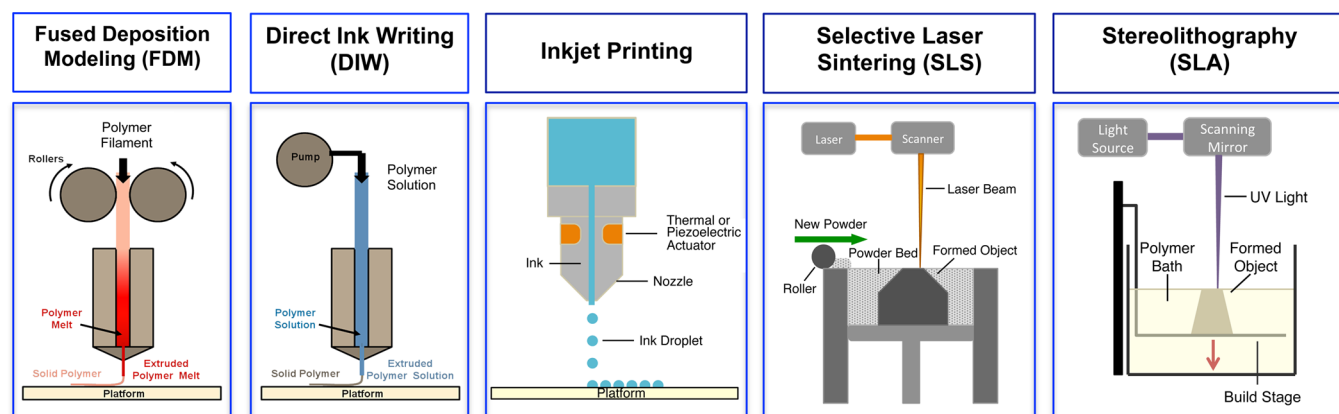 Fused Deposition
Modeling (FDM)
Direct Ink Writing
(DIW)
Inkjet Printing
Selective Laser
Sintering (SLS)
Stereolithography
(SLA)
Polymer
Filament
Rollers
Polymer
Melt
Solid Polymer
Extruded
Polymer Melt
Platform
Pump
Polymer
Solution
Polymer
Solution
Solid Polymer
Extruded
Polymer Solution
Platform
Thermal or
Piezoelectric
Actuator
Ink
Nozzle
Ink Droplet
Platform
Laser
Scanner
Laser Beam
New Powder
Powder Bed
Formed Object
Roller
Light
Source
Scanning
Mirror
UV Light
Polymer
Bath
Formed
Object
Build Stage